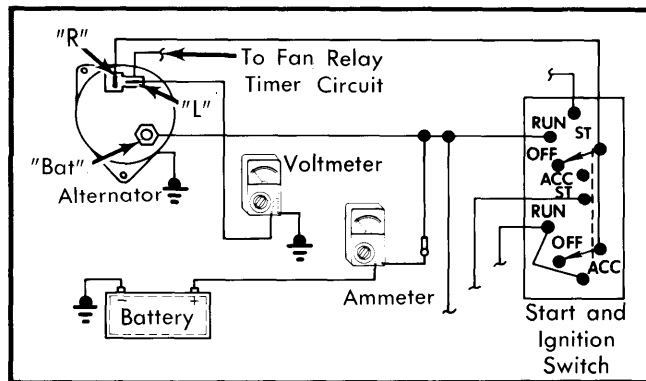 "R"
To Fan Relay
Timer Circuit
"L"
"Bat"
Alternator
Voltmeter
Ammeter
- +
Battery
RUN
ST
OFF
ACC
ST
RUN
OFF
ACC
Start and
Ignition
Switch